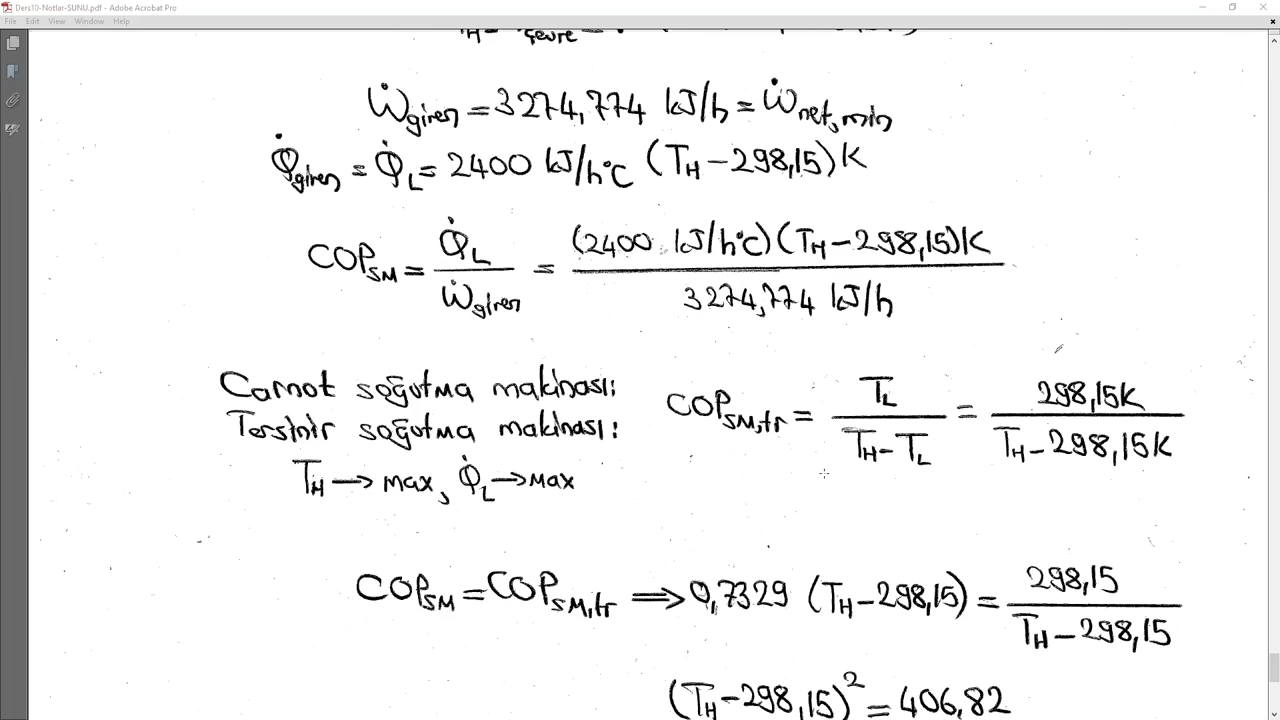 Ders10-Notlar-SUNU.pdf - Adobe Acrobat Pro
File Edit View Window Help
Ẇgiren = 3274,774 kJ/h = Ẇnet,min
Q̇giren = Q̇L = 2400 kJ/h°C (TH − 298,15)K
COPSM = Q̇L / Ẇgiren = (2400 kJ/h°C)(TH − 298,15)K / 3274,774 kJ/h
Carnot soğutma makinası:
Tersinir soğutma makinası:
COPSM,tr = TL / (TH − TL) = 298,15K / (TH − 298,15K)
TH → max, Q̇L → max
COPSM = COPSM,tr ⟹ 0,7329 (TH − 298,15) = 298,15 / (TH − 298,15)
(TH − 298,15)² = 406,82